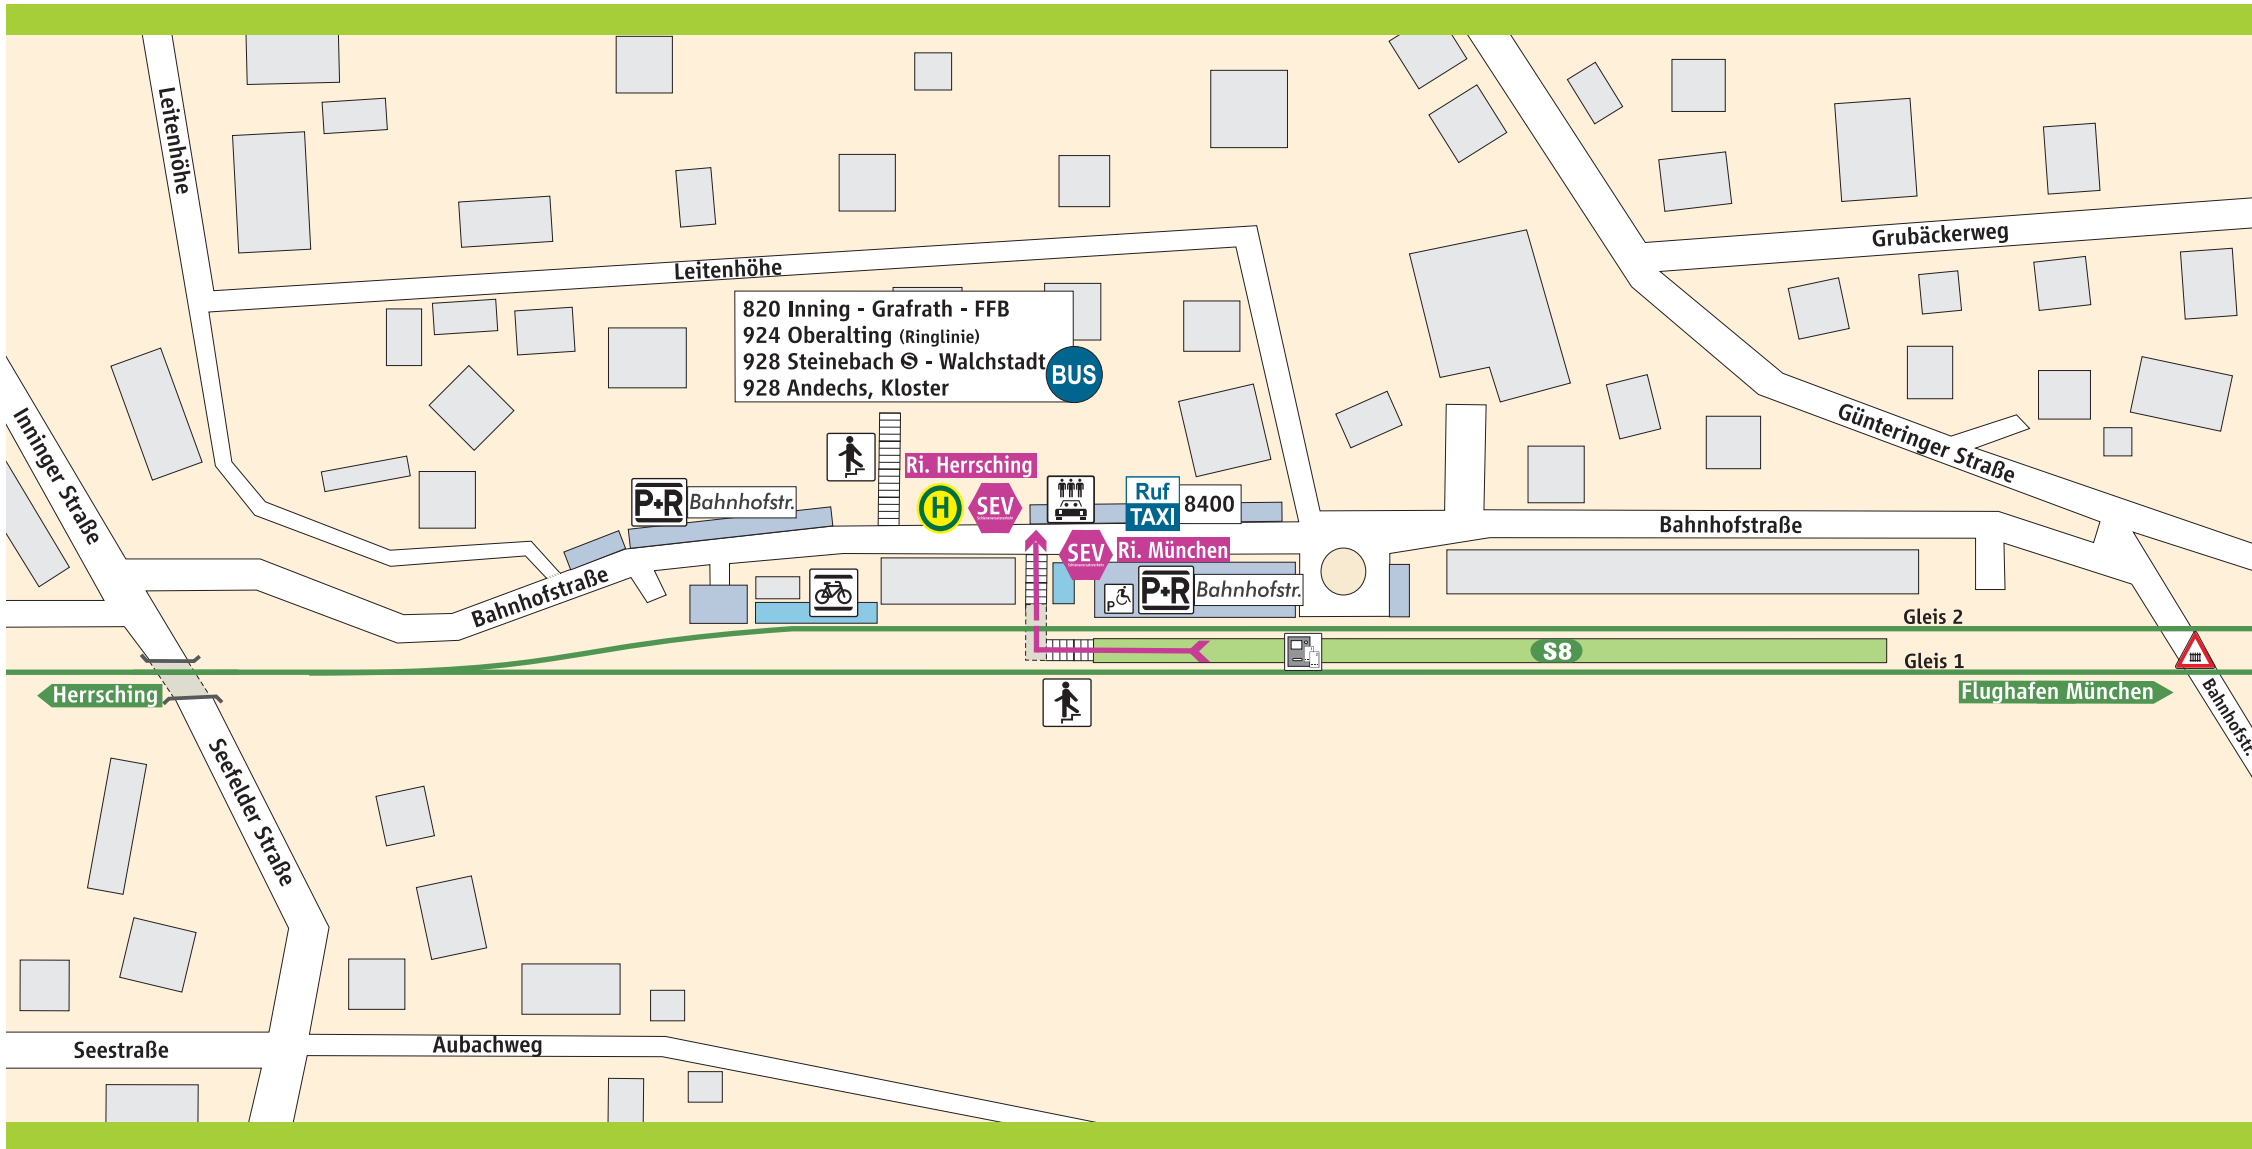 Leitenhöhe
Leitenhöhe
Grubäckerweg
820 Inning - Grafrath - FFB
924 Oberalting (Ringlinie)
928 Steinebach S - Walchstadt
928 Andechs, Kloster
BUS
Inninger Straße
Günteringer Straße
Ri. Herrsching
P+R Bahnhofstr.
H
SEV
Ruf
TAXI
8400
Bahnhofstraße
SEV
Ri. München
Bahnhofstraße
P
P+R Bahnhofstr.
Gleis 2
S8
Gleis 1
Herrsching
Flughafen München
Bahnhofstr.
Seefelder Straße
Seestraße
Aubachweg